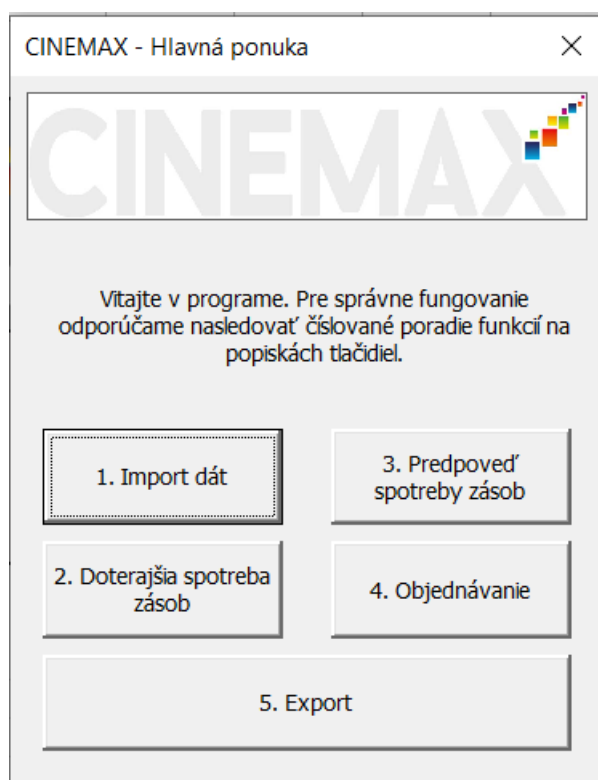 CINEMAX - Hlavná ponuka
CINEMAX
Vitajte v programe. Pre správne fungovanie
odporúčame nasledovať číslované poradie funkcií na
popiskách tlačidiel.
1. Import dát
3. Predpoveď
spotreby zásob
2. Doterajšia spotreba
zásob
4. Objednávanie
5. Export